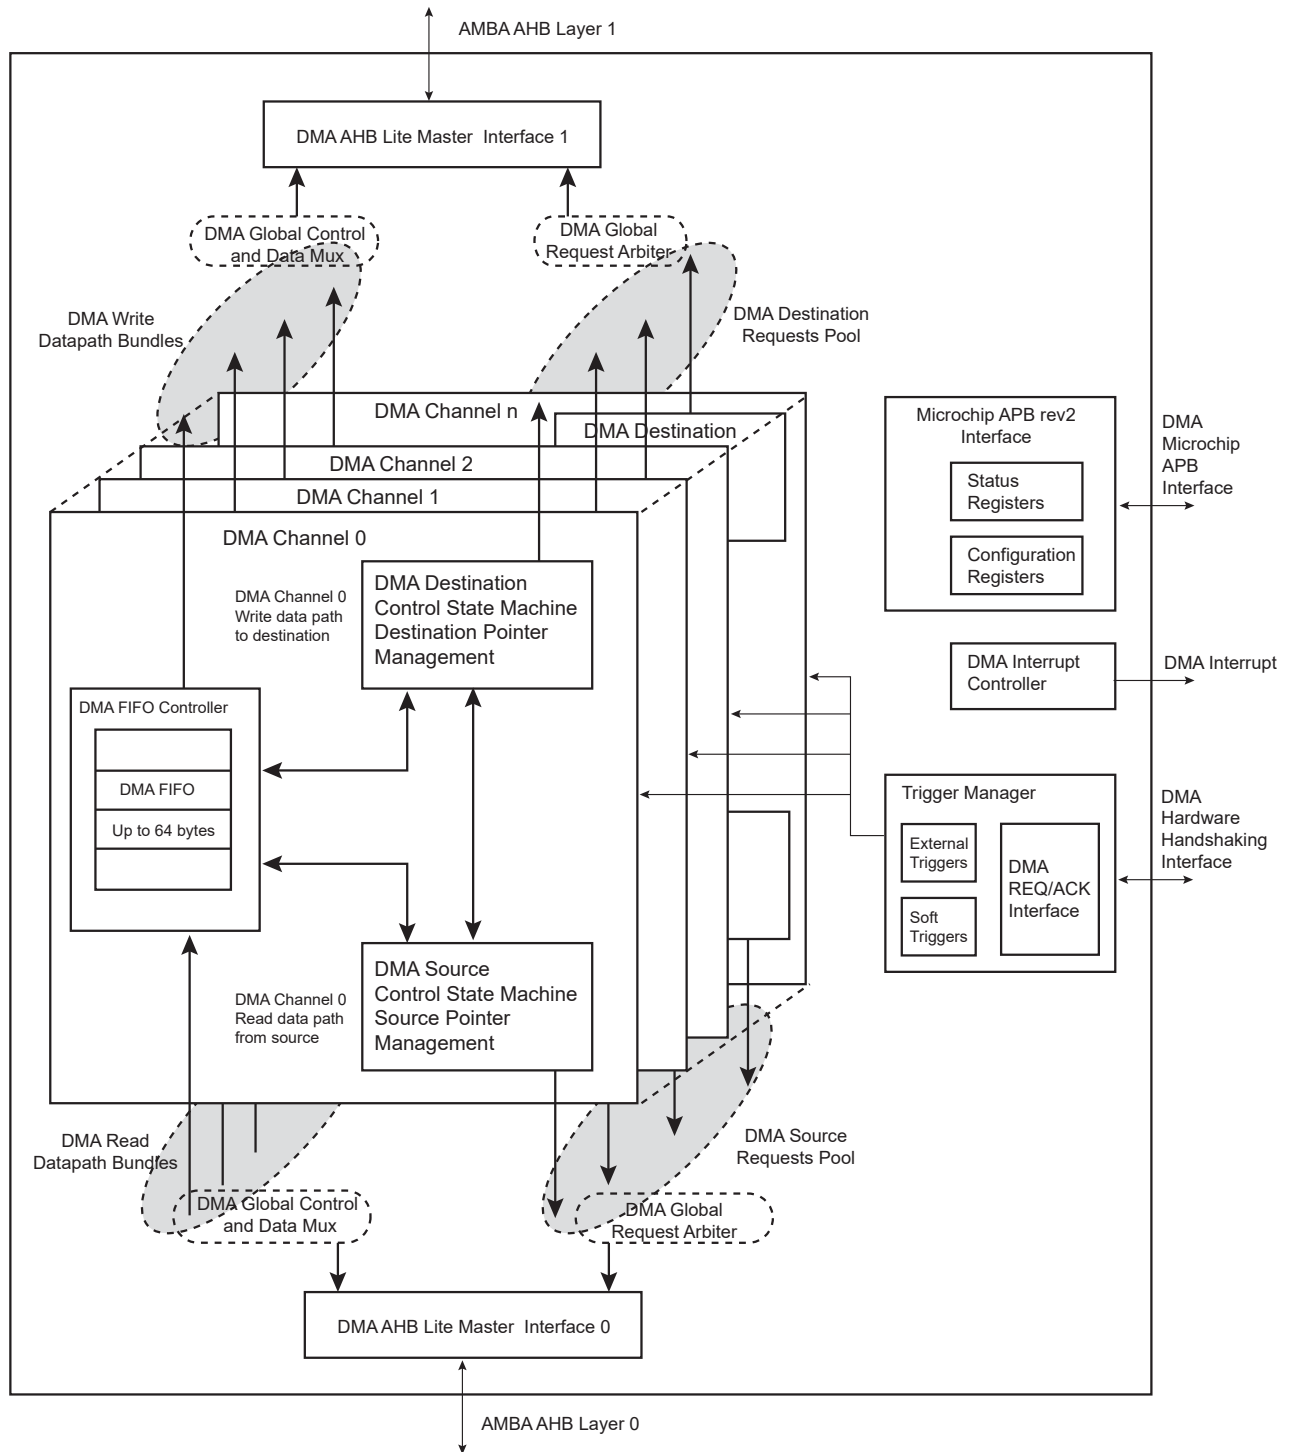 AMBA AHB Layer 1
DMA AHB Lite Master Interface 1
DMA Global Control
and Data Mux
DMA Global
Request Arbiter
DMA Write
Datapath Bundles
DMA Destination
Requests Pool
DMA Channel n
DMA Destination
DMA Channel 2
DMA Channel 1
DMA Channel 0
DMA Channel 0
Write data path
to destination
DMA Destination
Control State Machine
Destination Pointer
Management
DMA FIFO Controller
DMA FIFO
Up to 64 bytes
DMA Channel 0
Read data path
from source
DMA Source
Control State Machine
Source Pointer
Management
Microchip APB rev2
Interface
Status
Registers
Configuration
Registers
DMA
Microchip
APB
Interface
DMA Interrupt
Controller
DMA Interrupt
Trigger Manager
External
Triggers
Soft
Triggers
DMA
REQ/ACK
Interface
DMA
Hardware
Handshaking
Interface
DMA Read
Datapath Bundles
DMA Source
Requests Pool
DMA Global Control
and Data Mux
DMA Global
Request Arbiter
DMA AHB Lite Master Interface 0
AMBA AHB Layer 0